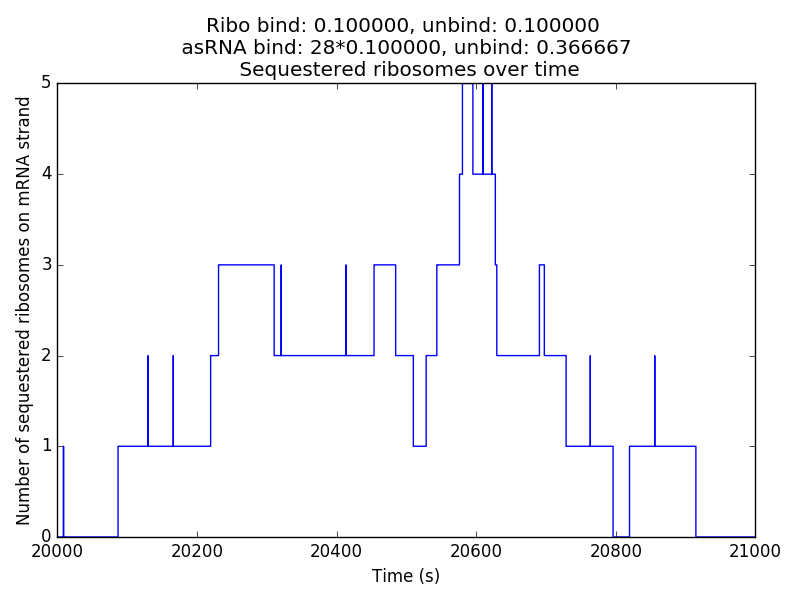 Ribo bind: 0.100000, unbind: 0.100000
asRNA bind: 28*0.100000, unbind: 0.366667
Sequestered ribosomes over time
Number of sequestered ribosomes on mRNA strand
5
4
3
2
1
0
20000 20200 20400 20600 20800 21000
Time (s)